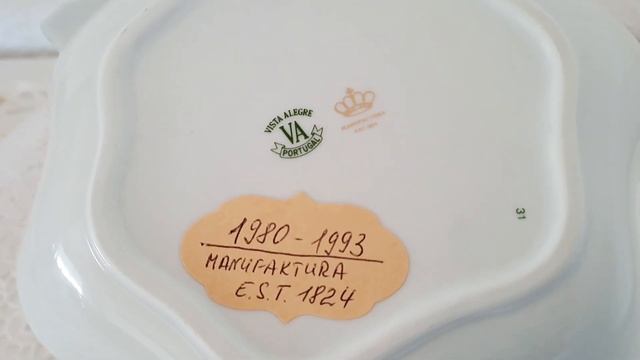 VISTA ALEGRE
VA
PORTUGAL
31
1980-1993
MANUFAKTURA
E.S.T. 1824